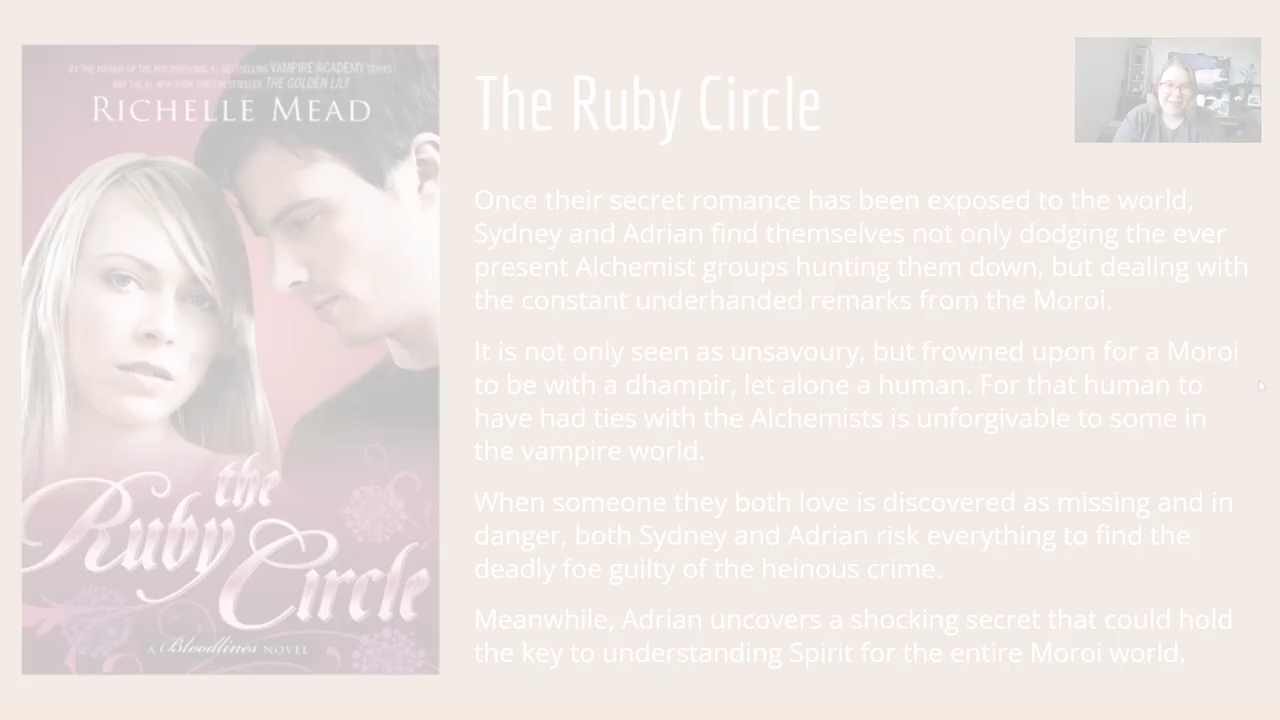 BY THE AUTHOR OF THE INTERNATIONAL #1 BESTSELLING VAMPIRE ACADEMY SERIES
AND THE #1 NEW YORK TIMES BESTSELLER THE GOLDEN LILY
RICHELLE MEAD
the
Ruby
Circle
A Bloodlines NOVEL
The Ruby Circle
Once their secret romance has been exposed to the world,
Sydney and Adrian find themselves not only dodging the ever
present Alchemist groups hunting them down, but dealing with
the constant underhanded remarks from the Moroi.
It is not only seen as unsavoury, but frowned upon for a Moroi
to be with a dhampir, let alone a human. For that human to
have had ties with the Alchemists is unforgivable to some in
the vampire world.
When someone they both love is discovered as missing and in
danger, both Sydney and Adrian risk everything to find the
deadly foe guilty of the heinous crime.
Meanwhile, Adrian uncovers a shocking secret that could hold
the key to understanding Spirit for the entire Moroi world.